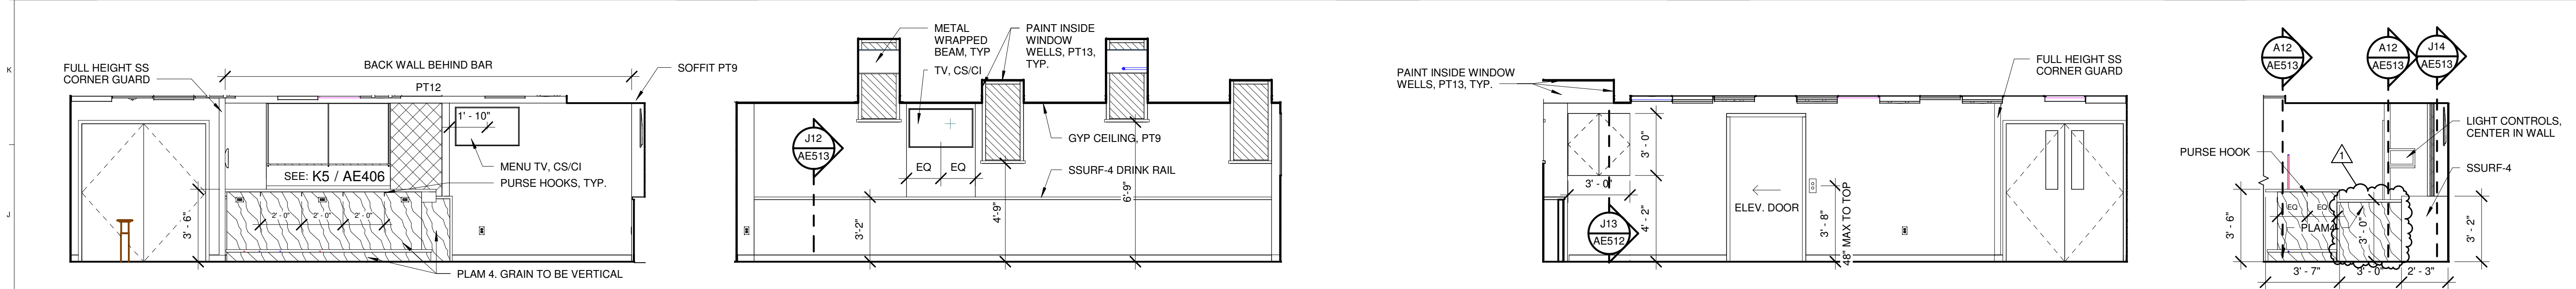 K
J
FULL HEIGHT SS
CORNER GUARD
BACK WALL BEHIND BAR
PT12
SOFFIT PT9
1' - 10"
MENU TV, CS/CI
SEE: K5 / AE406
PURSE HOOKS, TYP.
2' - 0"
2' - 0"
2' - 0"
3' - 6"
PLAM 4. GRAIN TO BE VERTICAL
METAL
WRAPPED
BEAM, TYP
TV, CS/CI
PAINT INSIDE
WINDOW
WELLS, PT13,
TYP.
J12
AE513
EQ
EQ
GYP CEILING, PT9
SSURF-4 DRINK RAIL
3'-2"
4'-9"
6'-9"
PAINT INSIDE WINDOW
WELLS, PT13, TYP.
FULL HEIGHT SS
CORNER GUARD
3' - 0"
3' - 0"
4' - 2"
J13
AE512
ELEV. DOOR
3' - 8"
48" MAX TO TOP
A12
AE513
A12
AE513
J14
AE513
LIGHT CONTROLS,
CENTER IN WALL
PURSE HOOK
1
SSURF-4
EQ
EQ
PLAM4
3' - 0"
3' - 6"
3' - 2"
3' - 7"
3' - 0"
2' - 3"